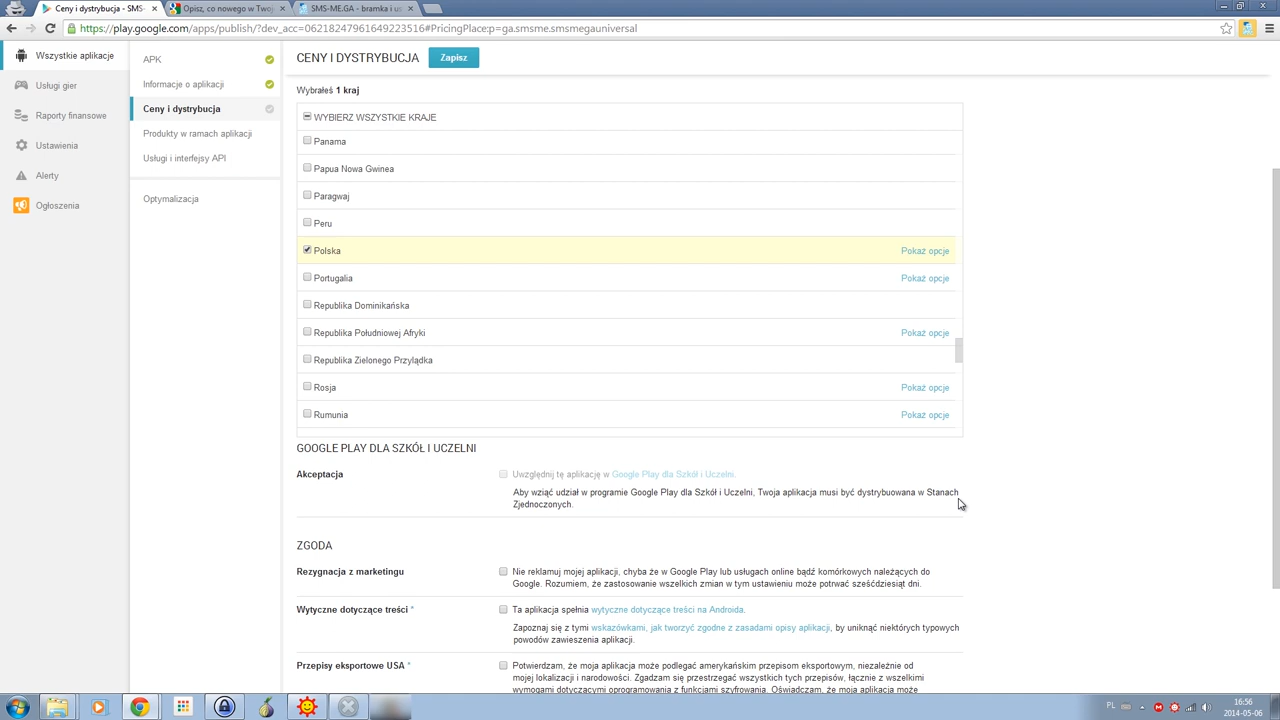 Ceny i dystrybucja - SMS-
Opisz, co nowego w Twoj
SMS-ME.GA - bramka i us
https://play.google.com/apps/publish/?dev_acc=06218247961649223516#PricingPlace:p=ga.smsme.smsmegauniversal
Wszystkie aplikacje
Usługi gier
Raporty finansowe
Ustawienia
Alerty
Ogłoszenia
APK
Informacje o aplikacji
Ceny i dystrybucja
Produkty w ramach aplikacji
Usługi i interfejsy API
Optymalizacja
CENY I DYSTRYBUCJA Zapisz
Wybrałeś 1 kraj
WYBIERZ WSZYSTKIE KRAJE
Panama
Papua Nowa Gwinea
Paragwaj
Peru
Polska Pokaż opcje
Portugalia Pokaż opcje
Republika Dominikańska
Republika Południowej Afryki Pokaż opcje
Republika Zielonego Przylądka
Rosja Pokaż opcje
Rumunia Pokaż opcje
GOOGLE PLAY DLA SZKÓŁ I UCZELNI
Akceptacja Uwzględnij tę aplikację w Google Play dla Szkół i Uczelni.
Aby wziąć udział w programie Google Play dla Szkół i Uczelni, Twoja aplikacja musi być dystrybuowana w Stanach
Zjednoczonych.
ZGODA
Rezygnacja z marketingu Nie reklamuj mojej aplikacji, chyba że w Google Play lub usługach online bądź komórkowych należących do
Google. Rozumiem, że zastosowanie wszelkich zmian w tym ustawieniu może potrwać sześćdziesiąt dni.
Wytyczne dotyczące treści * Ta aplikacja spełnia wytyczne dotyczące treści na Androida.
Zapoznaj się z tymi wskazówkami, jak tworzyć zgodne z zasadami opisy aplikacji, by uniknąć niektórych typowych
powodów zawieszenia aplikacji.
Przepisy eksportowe USA * Potwierdzam, że moja aplikacja może podlegać amerykańskim przepisom eksportowym, niezależnie od
mojej lokalizacji i narodowości. Zgadzam się przestrzegać wszystkich tych przepisów, łącznie z wszelkimi
wymogami dotyczącymi oprogramowania z funkcjami szyfrowania. Oświadczam, że moja aplikacja może
PL
16:56
2014-05-06